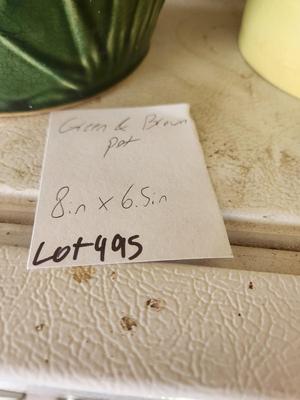 Green & Brown
pot
8in x 6.5in
Lot 495